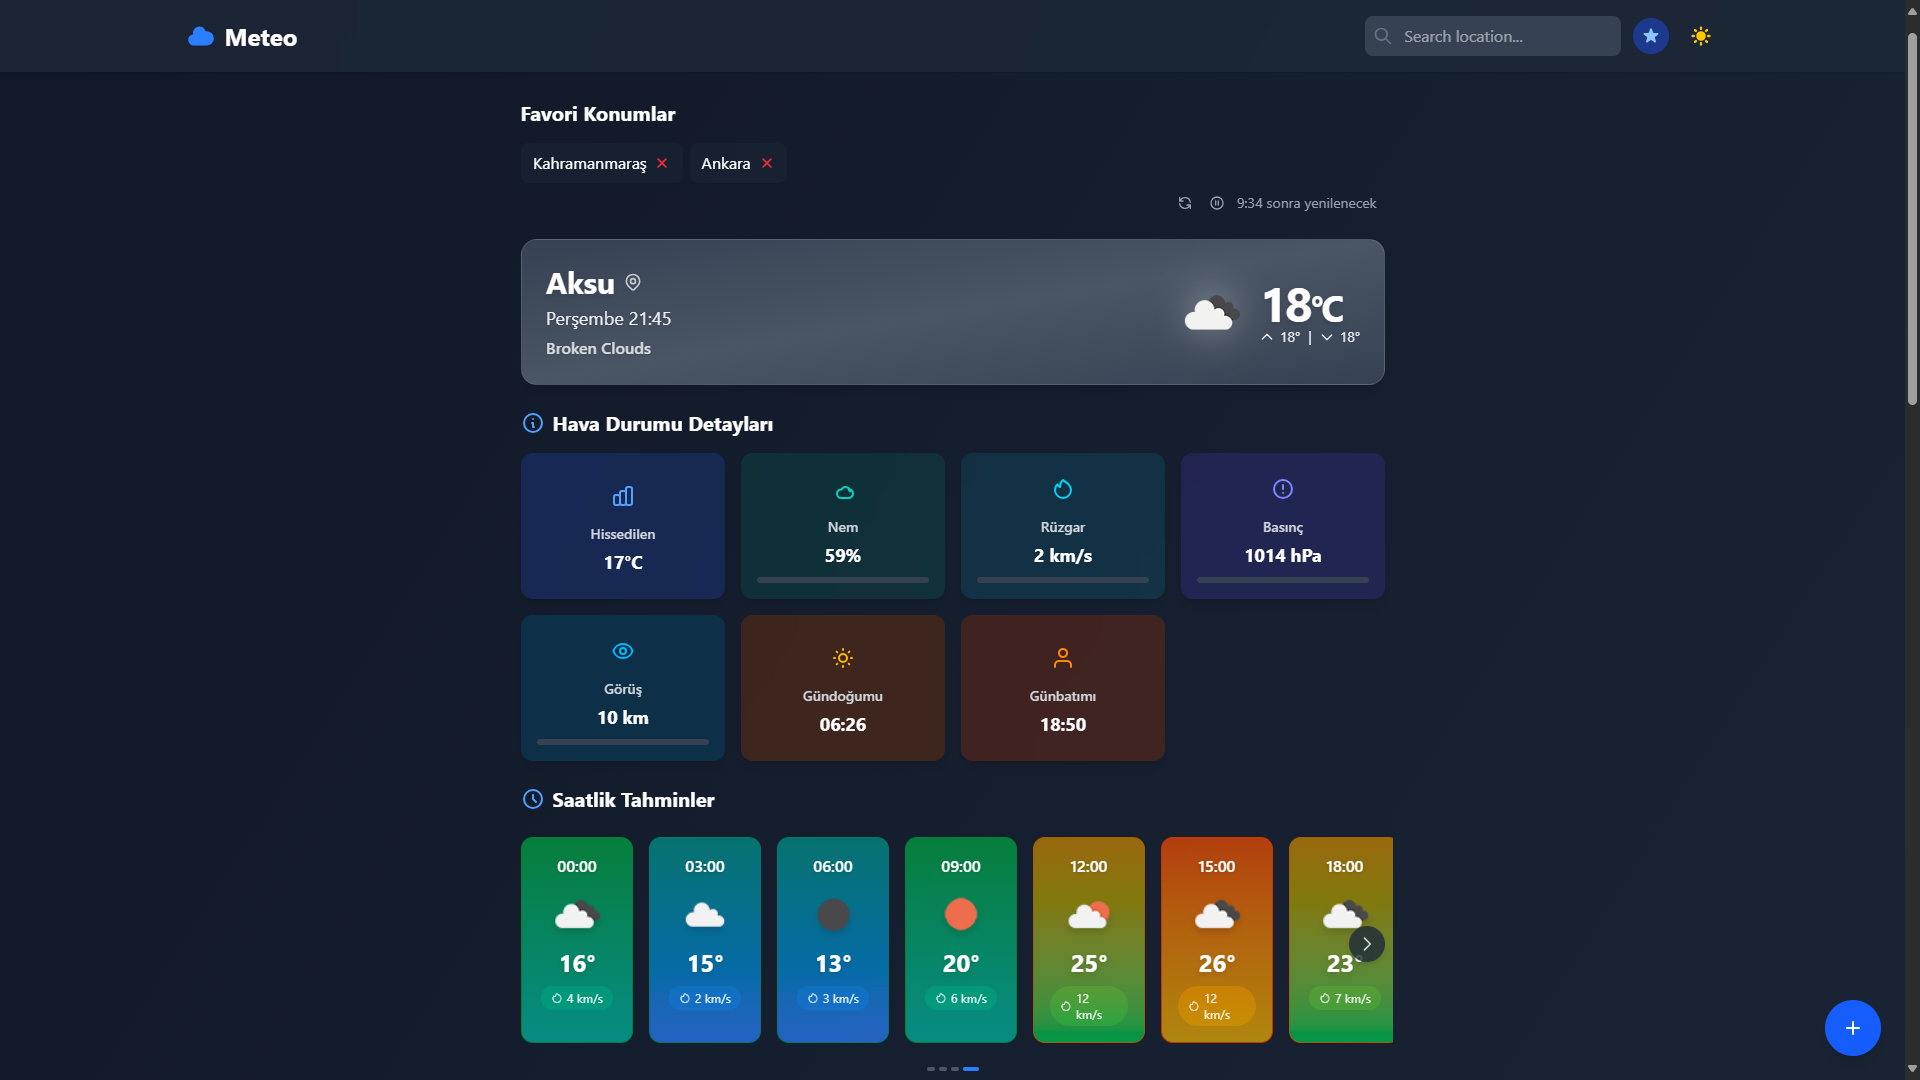 Meteo
Search location...
Favori Konumlar
Kahramanmaraş
Ankara
9:34 sonra yenilenecek
Aksu
Perşembe 21:45
Broken Clouds
18°C
18° | 18°
Hava Durumu Detayları
Hissedilen
17°C
Nem
59%
Rüzgar
2 km/s
Basınç
1014 hPa
Görüş
10 km
Gündoğumu
06:26
Günbatımı
18:50
Saatlik Tahminler
00:00
16°
4 km/s
03:00
15°
2 km/s
06:00
13°
3 km/s
09:00
20°
6 km/s
12:00
25°
12
km/s
15:00
26°
12
km/s
18:00
23°
7 km/s